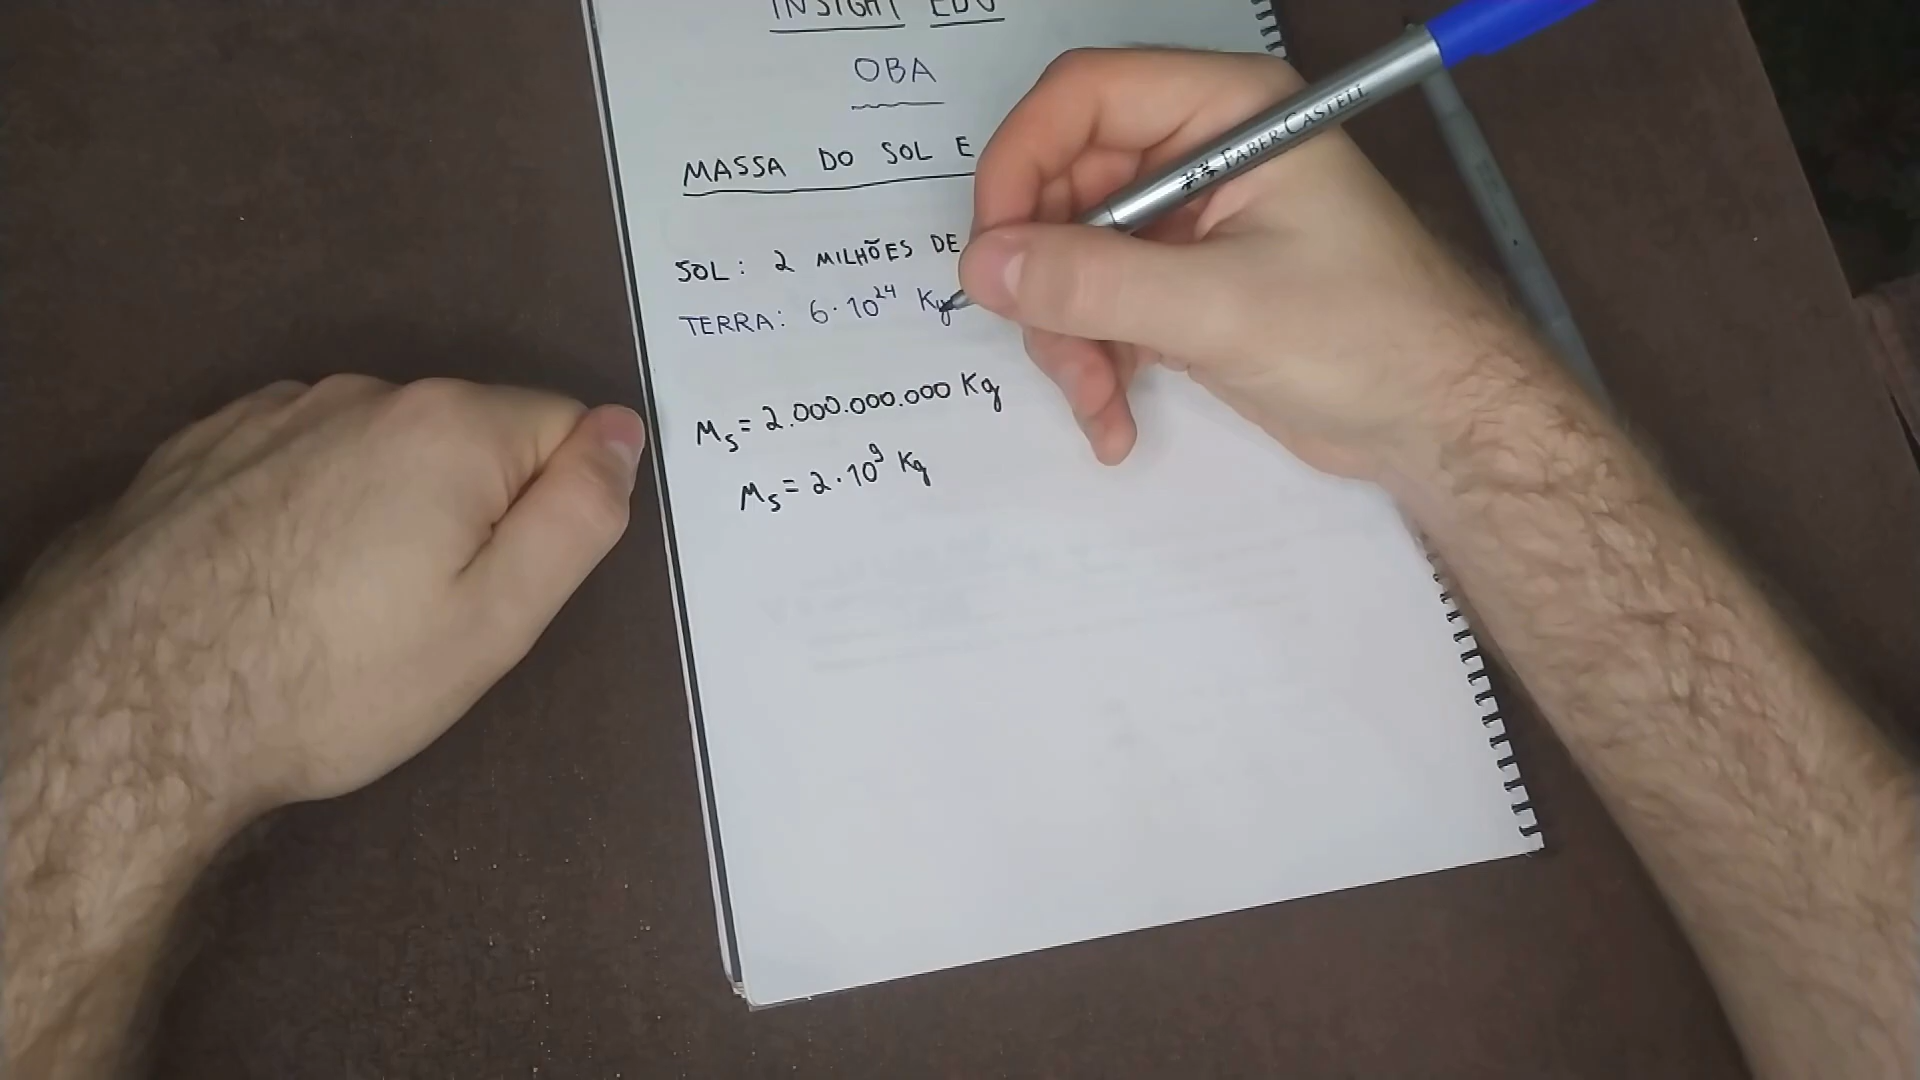 INSIGHT EDU
OBA
MASSA DO SOL E
SOL: 2 MILHÕES DE
TERRA: 6·10²⁴ Kg
Ms = 2.000.000.000 Kg
Ms = 2·10⁹ Kg
FABER-CASTELL